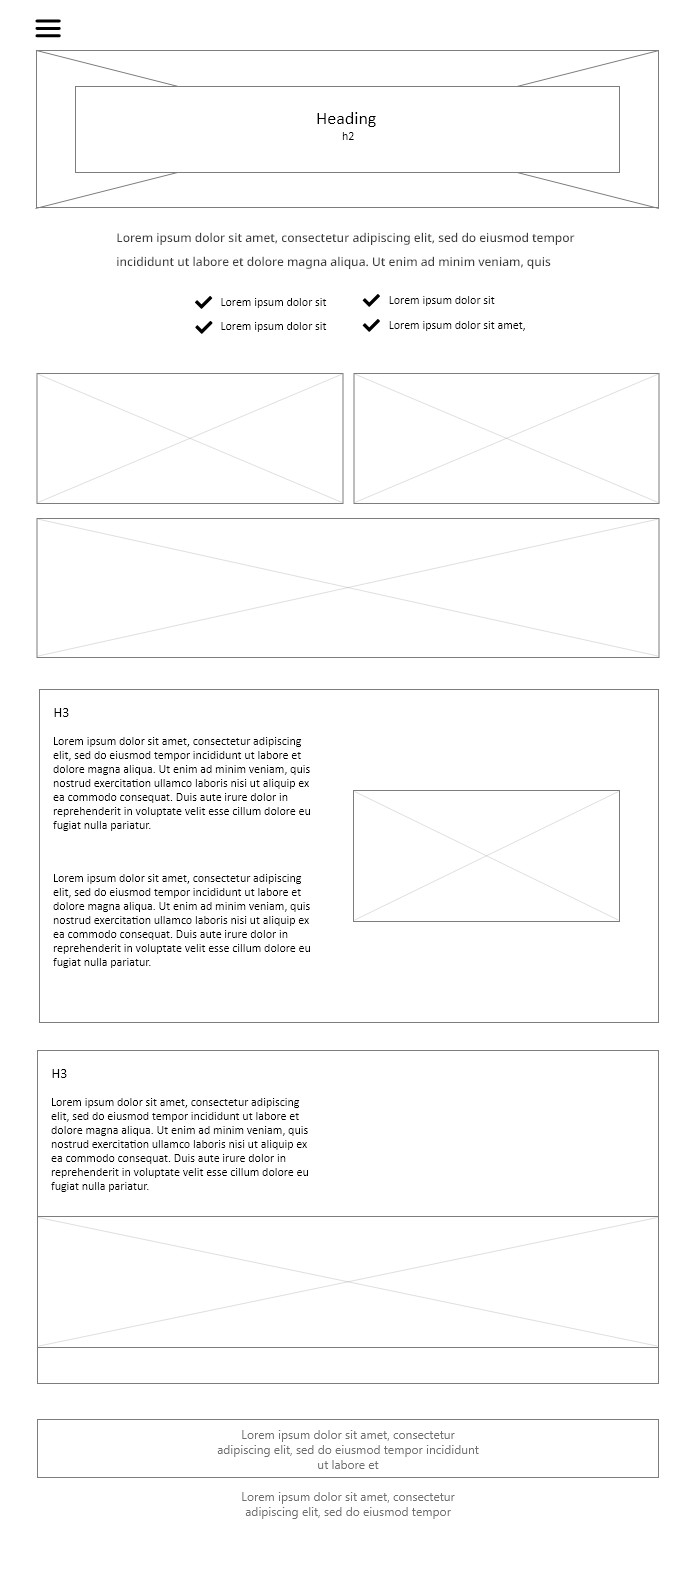 Heading
h2
Lorem ipsum dolor sit amet, consectetur adipiscing elit, sed do eiusmod tempor
incididunt ut labore et dolore magna aliqua. Ut enim ad minim veniam, quis
Lorem ipsum dolor sit
Lorem ipsum dolor sit
Lorem ipsum dolor sit
Lorem ipsum dolor sit amet,
H3
Lorem ipsum dolor sit amet, consectetur adipiscing
elit, sed do eiusmod tempor incididunt ut labore et
dolore magna aliqua. Ut enim ad minim veniam, quis
nostrud exercitation ullamco laboris nisi ut aliquip ex
ea commodo consequat. Duis aute irure dolor in
reprehenderit in voluptate velit esse cillum dolore eu
fugiat nulla pariatur.
Lorem ipsum dolor sit amet, consectetur adipiscing
elit, sed do eiusmod tempor incididunt ut labore et
dolore magna aliqua. Ut enim ad minim veniam, quis
nostrud exercitation ullamco laboris nisi ut aliquip ex
ea commodo consequat. Duis aute irure dolor in
reprehenderit in voluptate velit esse cillum dolore eu
fugiat nulla pariatur.
H3
Lorem ipsum dolor sit amet, consectetur adipiscing
elit, sed do eiusmod tempor incididunt ut labore et
dolore magna aliqua. Ut enim ad minim veniam, quis
nostrud exercitation ullamco laboris nisi ut aliquip ex
ea commodo consequat. Duis aute irure dolor in
reprehenderit in voluptate velit esse cillum dolore eu
fugiat nulla pariatur.
Lorem ipsum dolor sit amet, consectetur
adipiscing elit, sed do eiusmod tempor incididunt
ut labore et
Lorem ipsum dolor sit amet, consectetur
adipiscing elit, sed do eiusmod tempor